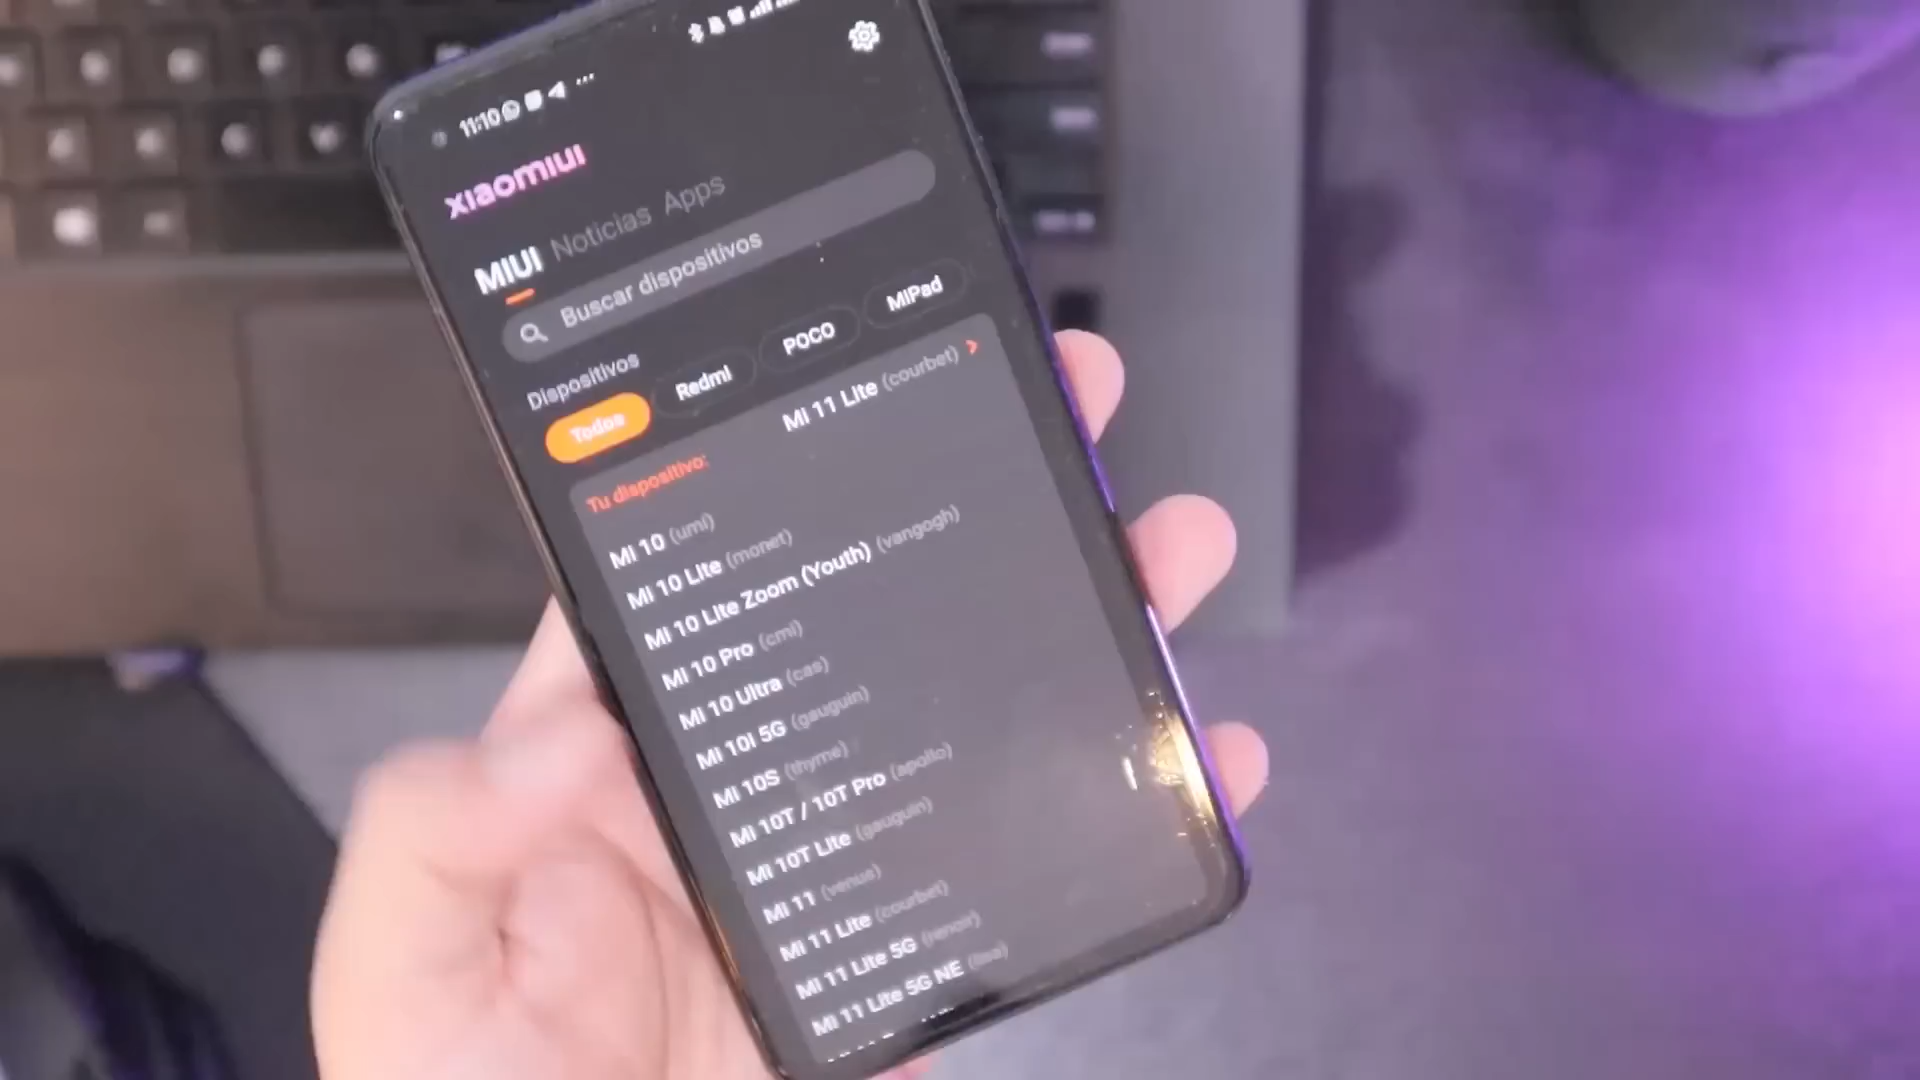 11:10
xiaomiui
MIUI Noticias Apps
Buscar dispositivos
Dispositivos
Todos Redmi POCO MiPad
Tu dispositivo: Mi 11 Lite (courbet)
Mi 10 (umi)
Mi 10 Lite (monet)
Mi 10 Lite Zoom (Youth) (vangogh)
Mi 10 Pro (cmi)
Mi 10 Ultra (cas)
Mi 10i 5G (gauguin)
Mi 10S (thyme)
Mi 10T / 10T Pro (apollo)
Mi 10T Lite (gauguin)
Mi 11 (venus)
Mi 11 Lite (courbet)
Mi 11 Lite 5G (renoir)
Mi 11 Lite 5G NE